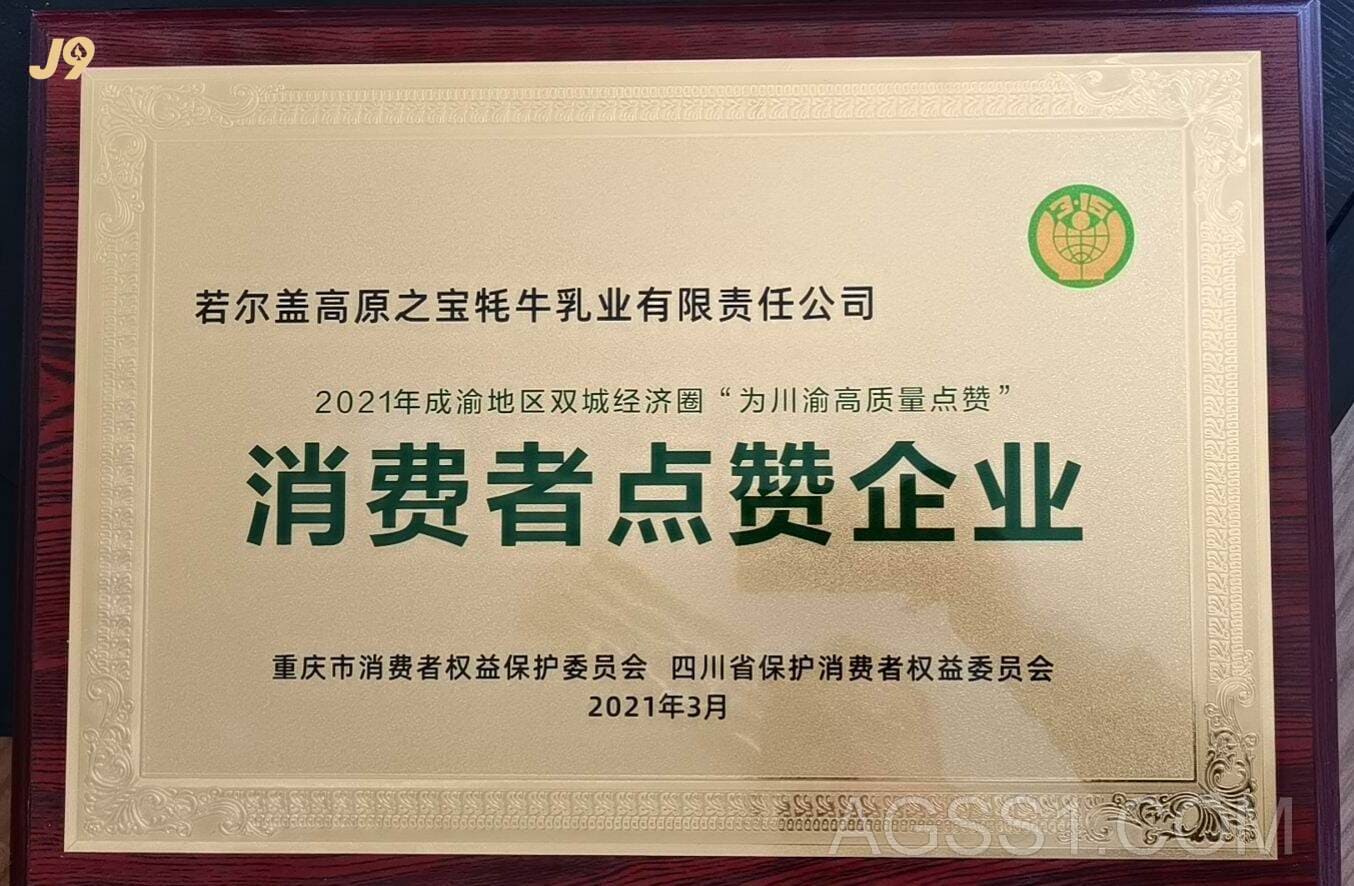 J9
3·15
若尔盖高原之宝牦牛乳业有限责任公司
2021年成渝地区双城经济圈“为川渝高质量点赞”
消费者点赞企业
重庆市消费者权益保护委员会 四川省保护消费者权益委员会
2021年3月
AGSS1.COM